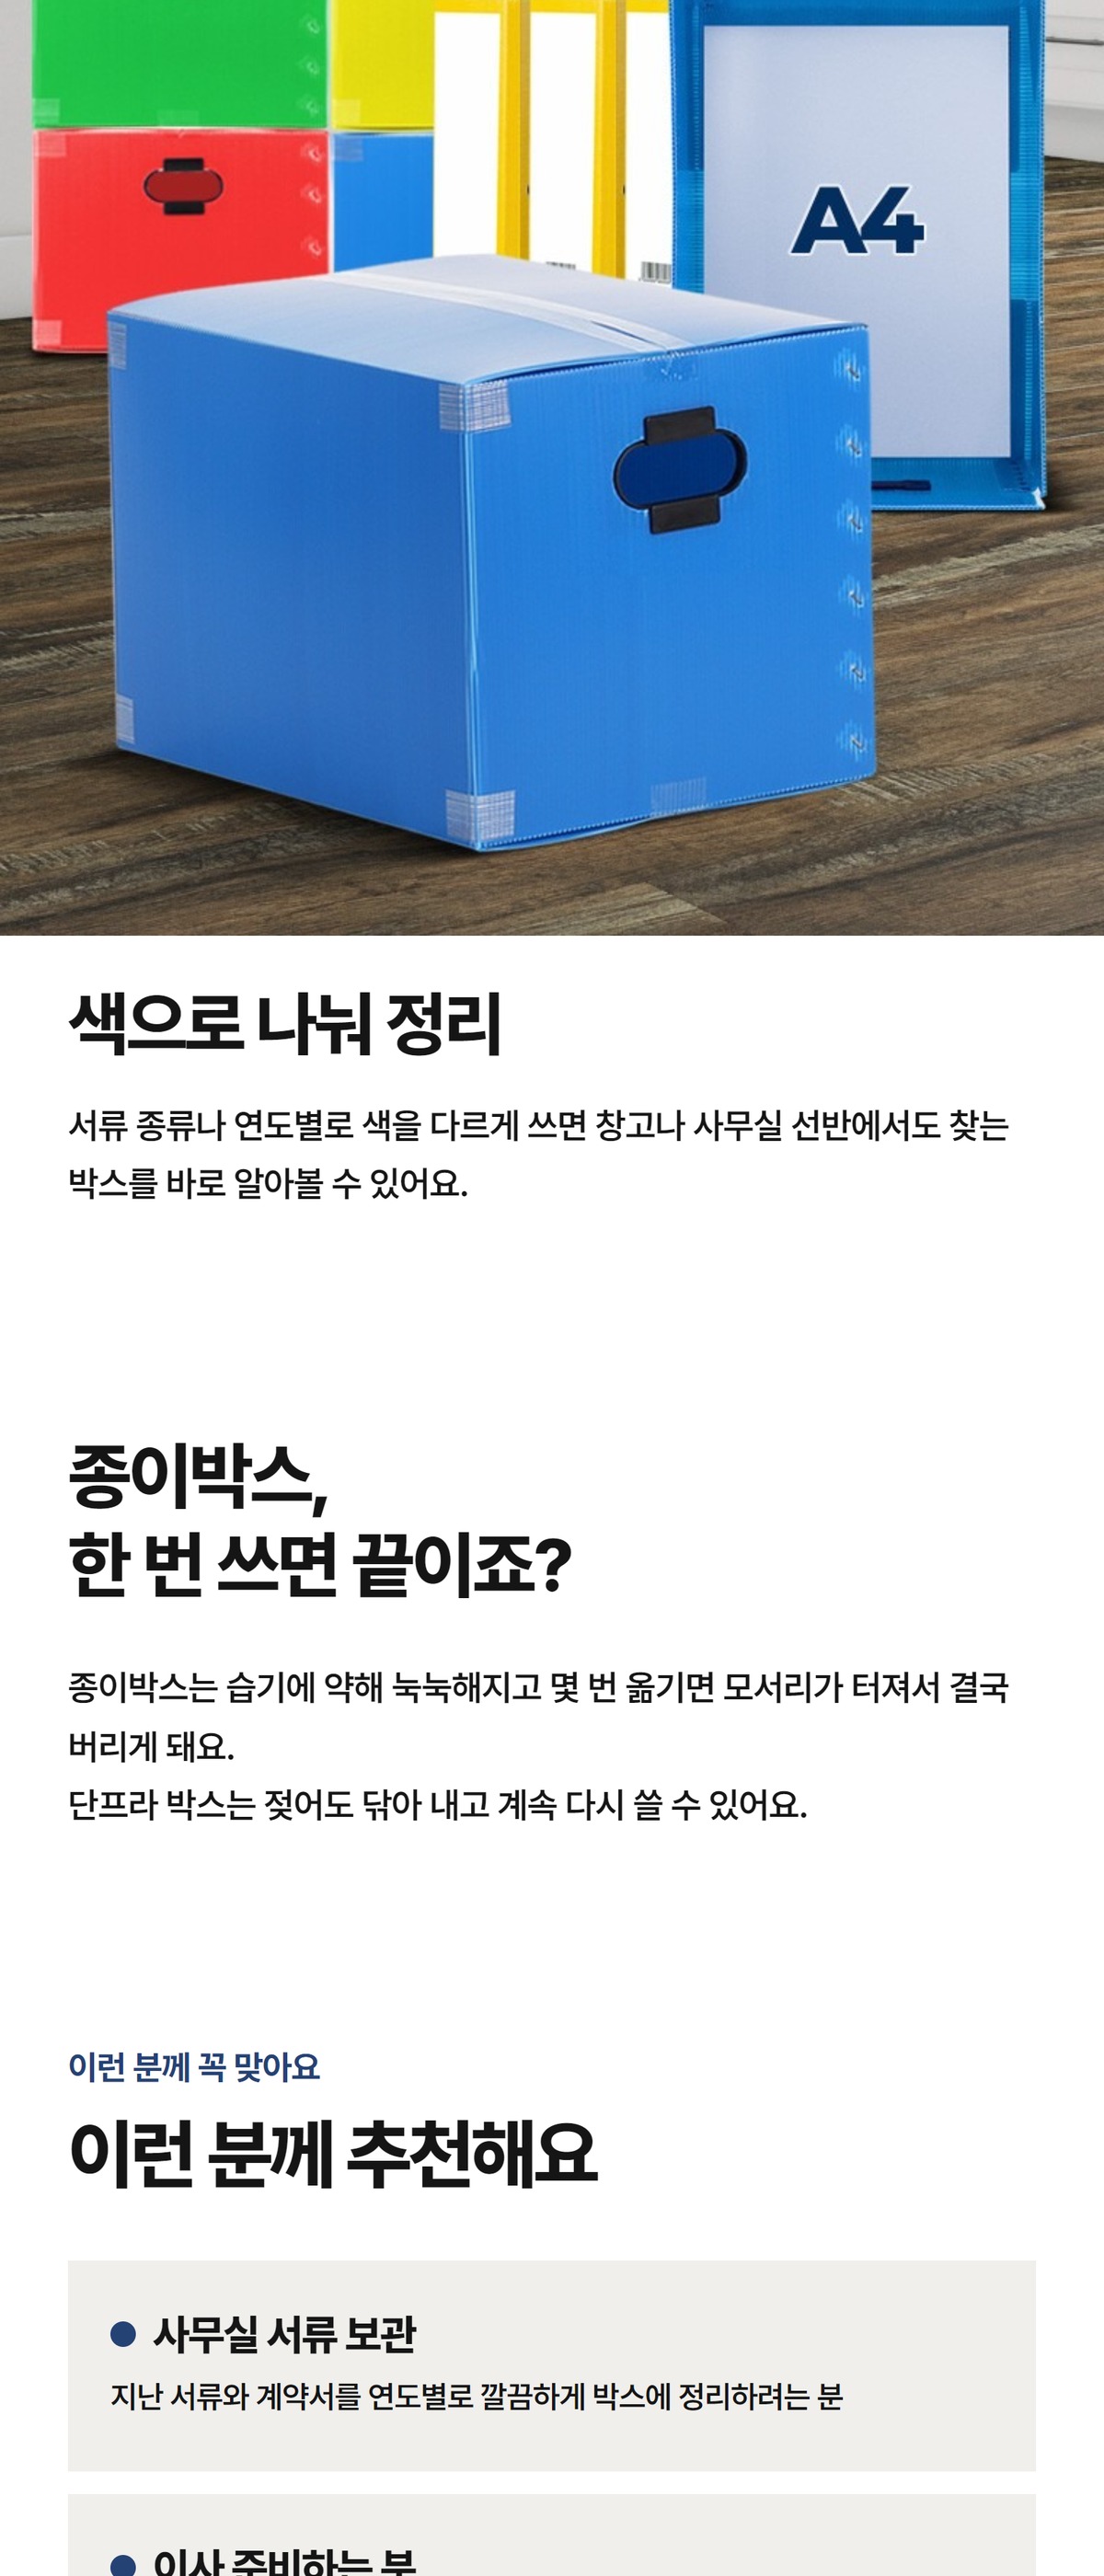 A4
색으로 나눠 정리
서류 종류나 연도별로 색을 다르게 쓰면 창고나 사무실 선반에서도 찾는
박스를 바로 알아볼 수 있어요.
종이박스,
한 번 쓰면 끝이죠?
종이박스는 습기에 약해 눅눅해지고 몇 번 옮기면 모서리가 터져서 결국
버리게 돼요.
단프라 박스는 젖어도 닦아 내고 계속 다시 쓸 수 있어요.
이런 분께 꼭 맞아요
이런 분께 추천해요
사무실 서류 보관
지난 서류와 계약서를 연도별로 깔끔하게 박스에 정리하려는 분
이사 준비하는 분